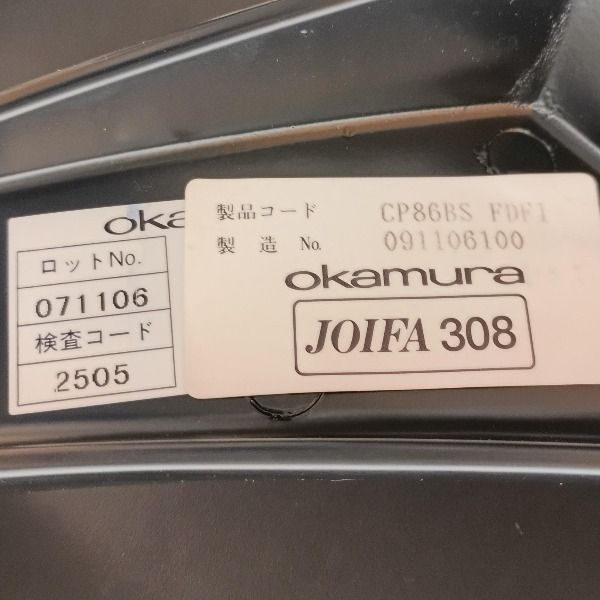 oka
ロットNo.
071106
検査コード
2505
製品コード CP86BS FDF1
製造 No. 091106100
okamura
JOIFA 308